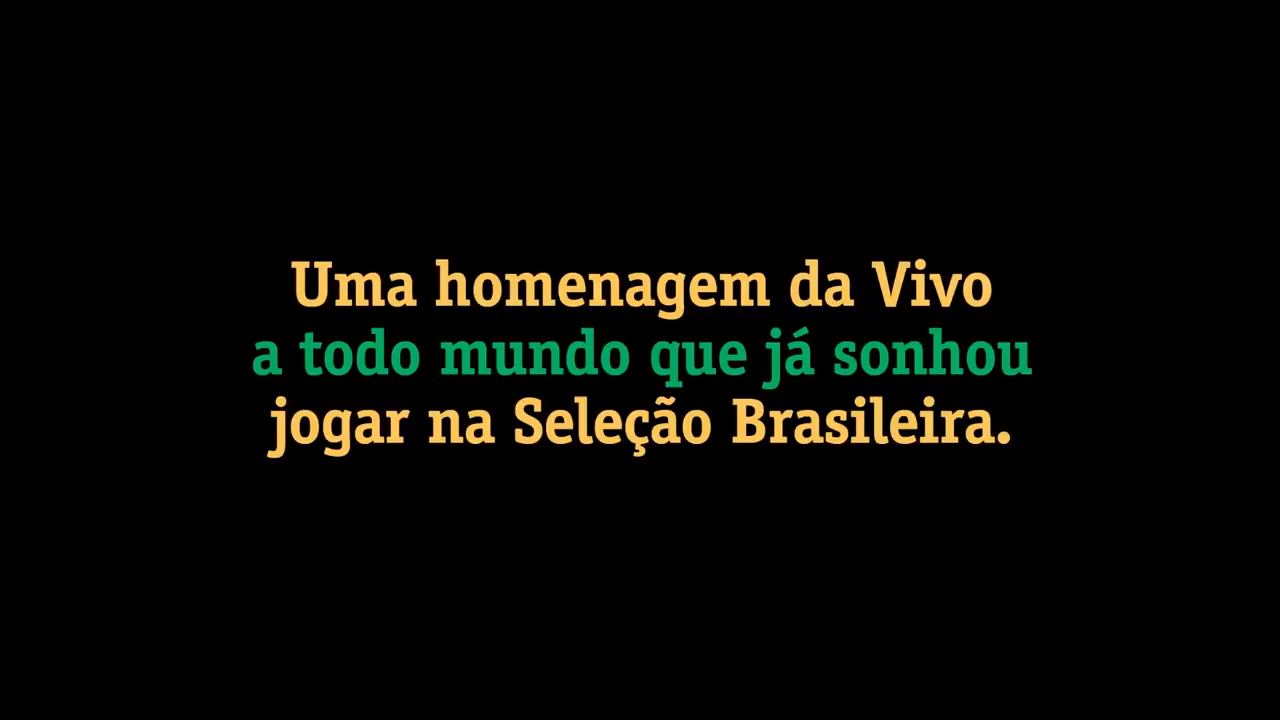 Uma homenagem da Vivo
a todo mundo que já sonhou
jogar na Seleção Brasileira.